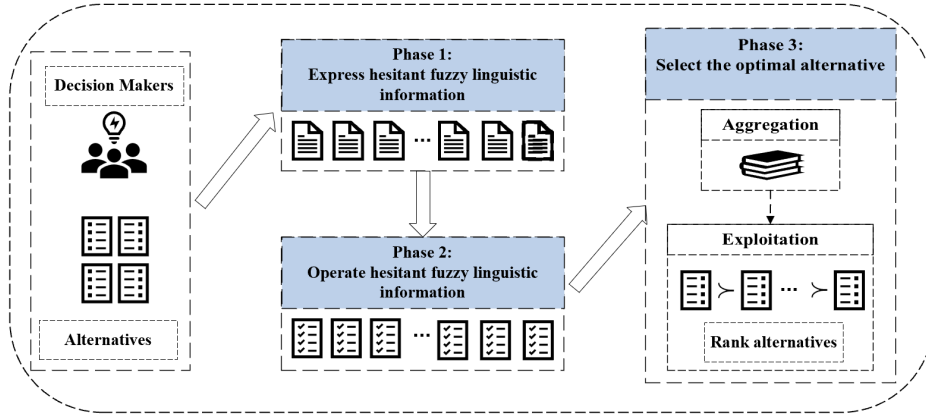 Decision Makers
Alternatives
Phase 1:
Express hesitant fuzzy linguistic
information
...
Phase 2:
Operate hesitant fuzzy linguistic
information
...
Phase 3:
Select the optimal alternative
Aggregation
Exploitation
≻ ... ≻
Rank alternatives